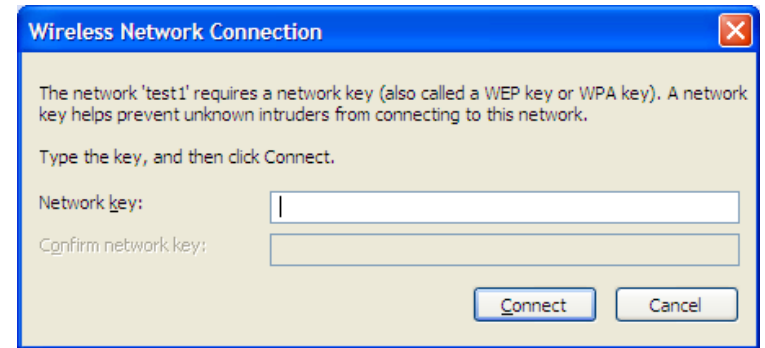 Wireless Network Connection
The network 'test1' requires a network key (also called a WEP key or WPA key). A network
key helps prevent unknown intruders from connecting to this network.
Type the key, and then click Connect.
Network key:
Confirm network key:
Connect Cancel